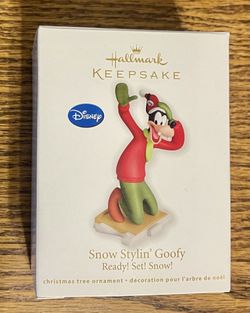 Hallmark
KEEPSAKE
Disney
Snow Stylin' Goofy
Ready! Set! Snow!
christmas tree ornament • décoration pour l'arbre de noël